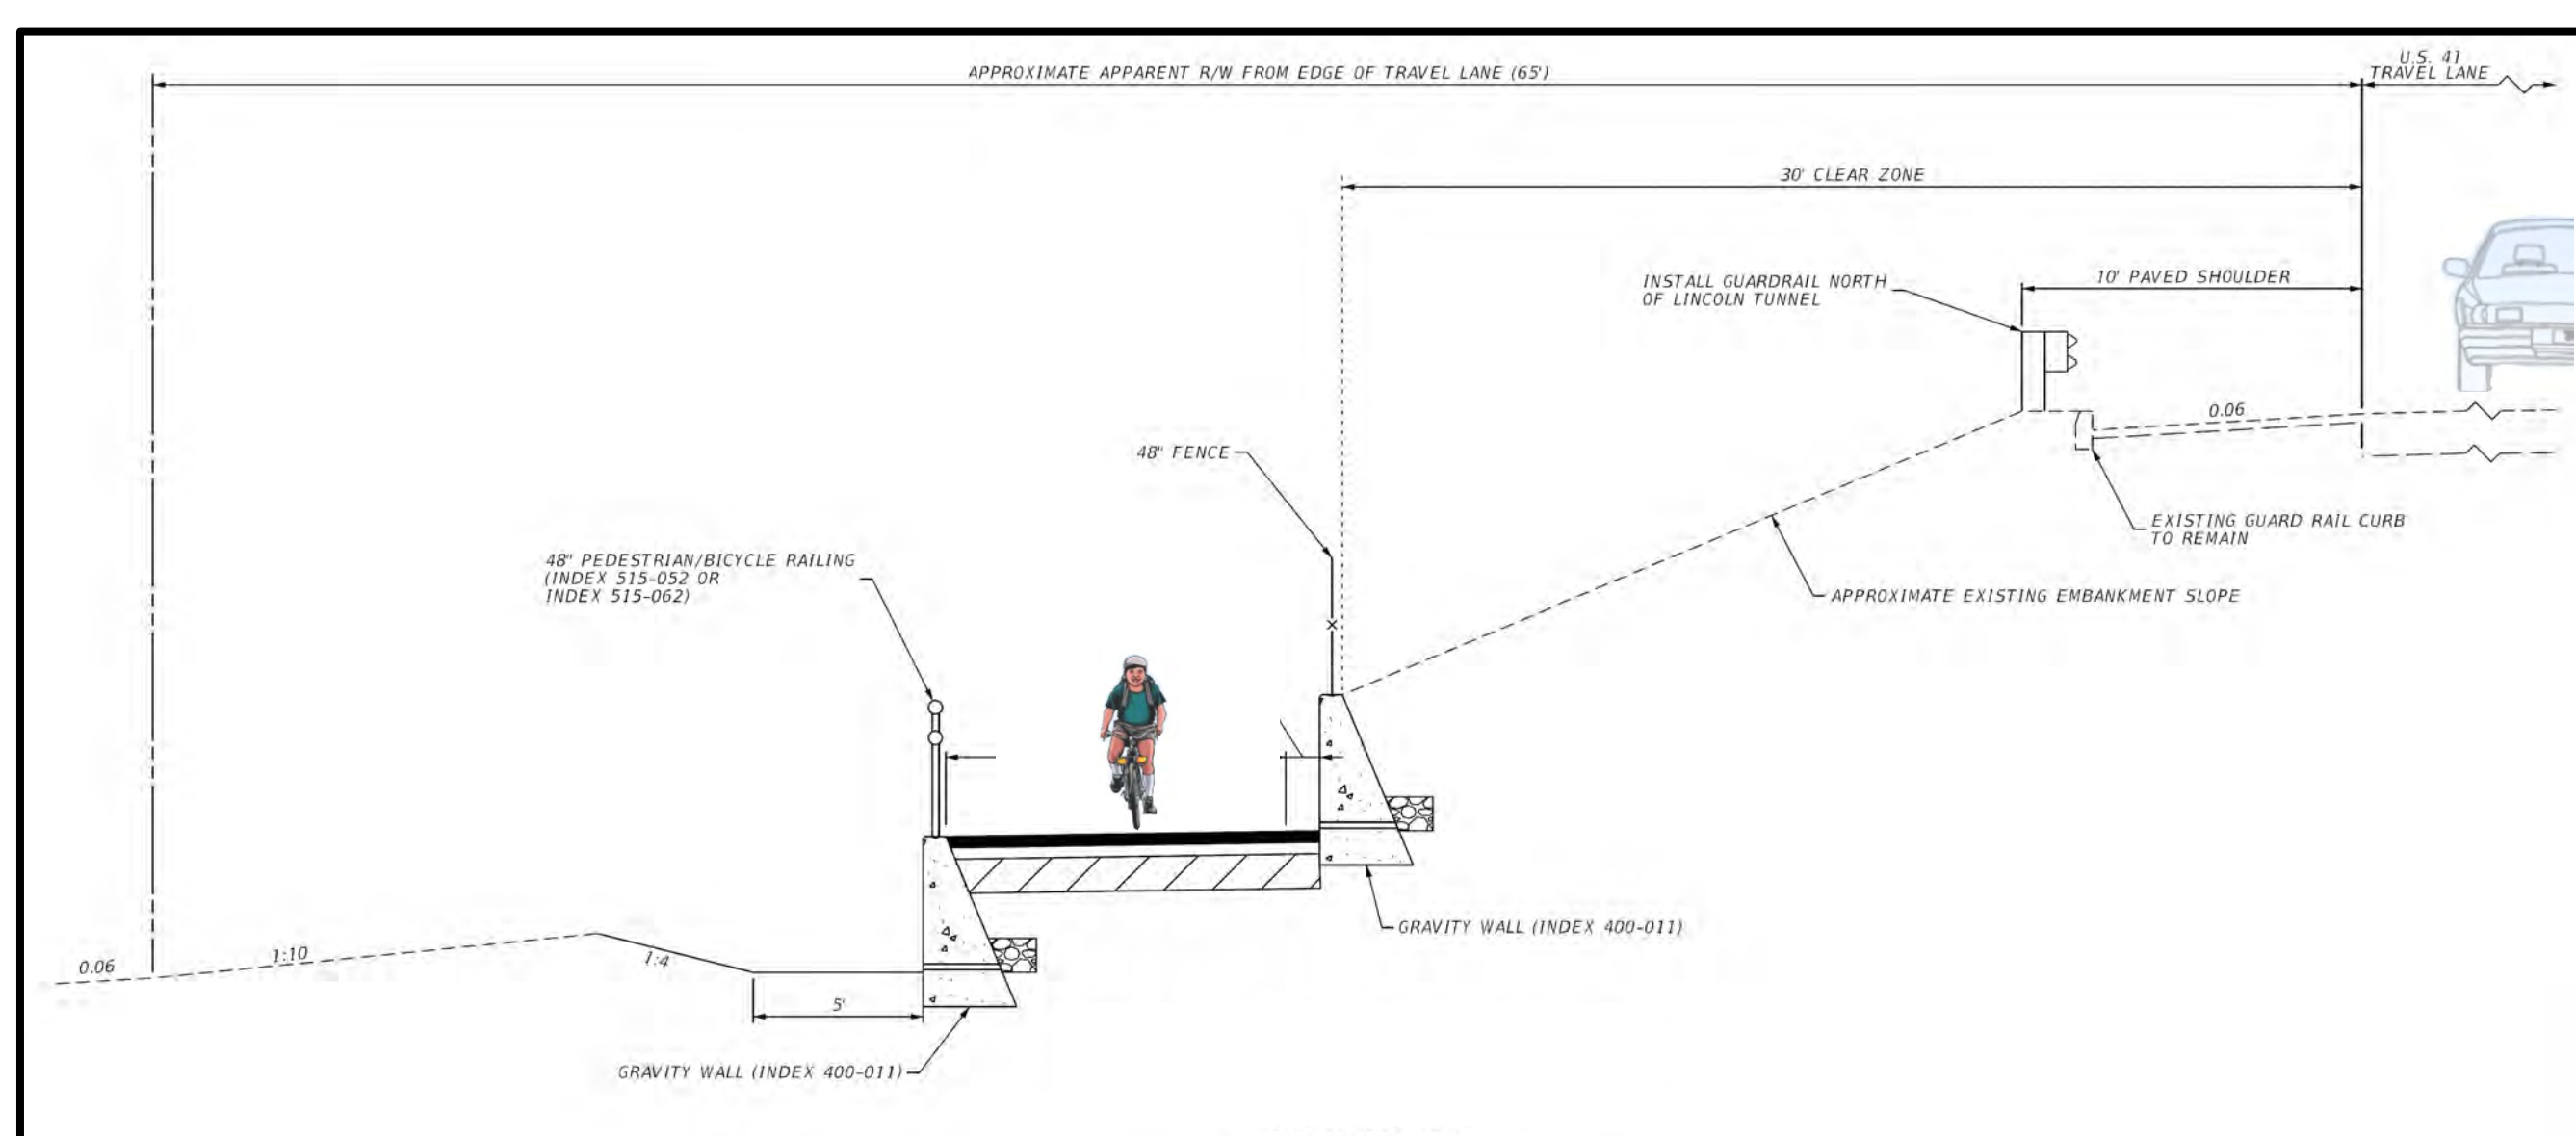 APPROXIMATE APPARENT R/W FROM EDGE OF TRAVEL LANE (65')
U.S. 41
TRAVEL LANE
30' CLEAR ZONE
INSTALL GUARDRAIL NORTH
OF LINCOLN TUNNEL
10' PAVED SHOULDER
0.06
48" FENCE
EXISTING GUARD RAIL CURB
TO REMAIN
48" PEDESTRIAN/BICYCLE RAILING
(INDEX 515-052 OR
INDEX 515-062)
APPROXIMATE EXISTING EMBANKMENT SLOPE
GRAVITY WALL (INDEX 400-011)
0.06
1:10
1:4
5'
GRAVITY WALL (INDEX 400-011)